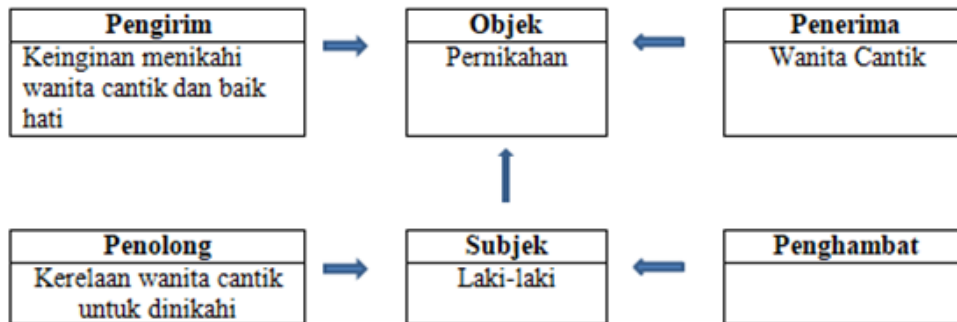 Pengirim
Keinginan menikahi
wanita cantik dan baik
hati
Objek
Pernikahan
Penerima
Wanita Cantik
Penolong
Kerelaan wanita cantik
untuk dinikahi
Subjek
Laki-laki
Penghambat